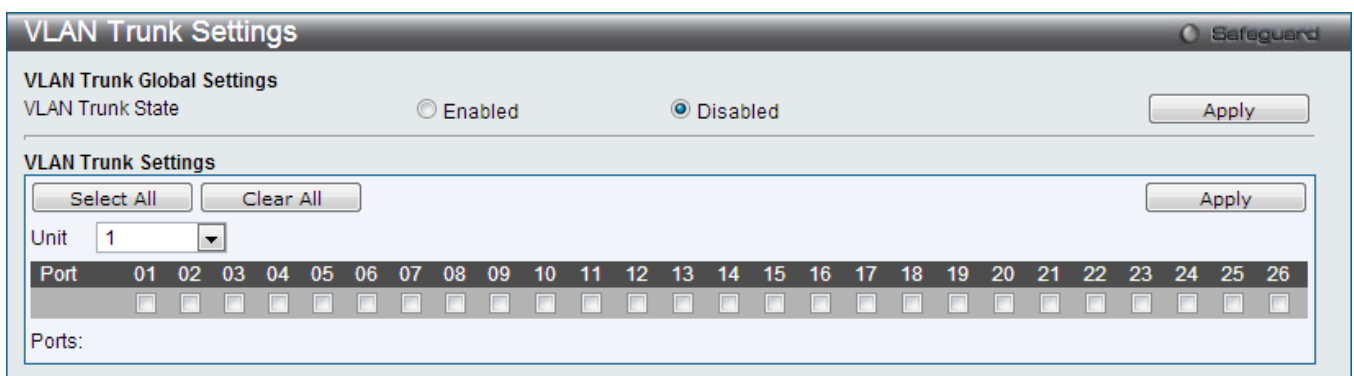 VLAN Trunk Settings Safeguard
VLAN Trunk Global Settings
VLAN Trunk State Enabled Disabled Apply
VLAN Trunk Settings
Select All Clear All Apply
Unit 1
Port 01 02 03 04 05 06 07 08 09 10 11 12 13 14 15 16 17 18 19 20 21 22 23 24 25 26
Ports: